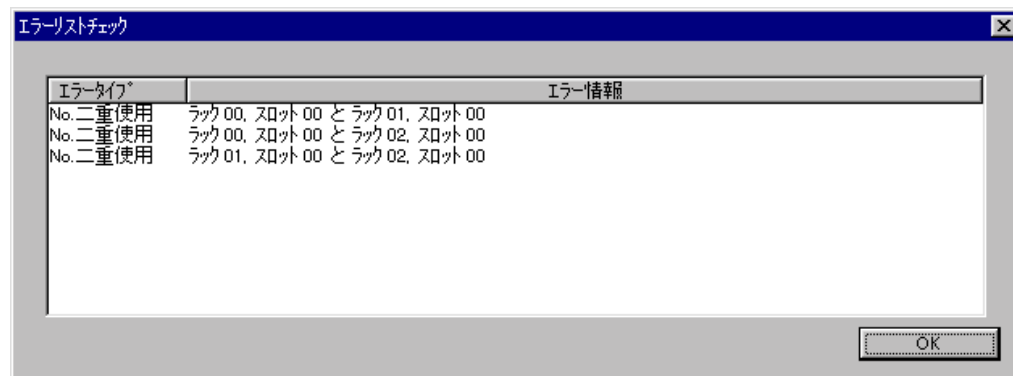 エラーリストチェック
エラータイプ エラー情報
No.二重使用 ラック 00, スロット 00 と ラック 01, スロット 00
No.二重使用 ラック 00, スロット 00 と ラック 02, スロット 00
No.二重使用 ラック 01, スロット 00 と ラック 02, スロット 00
OK